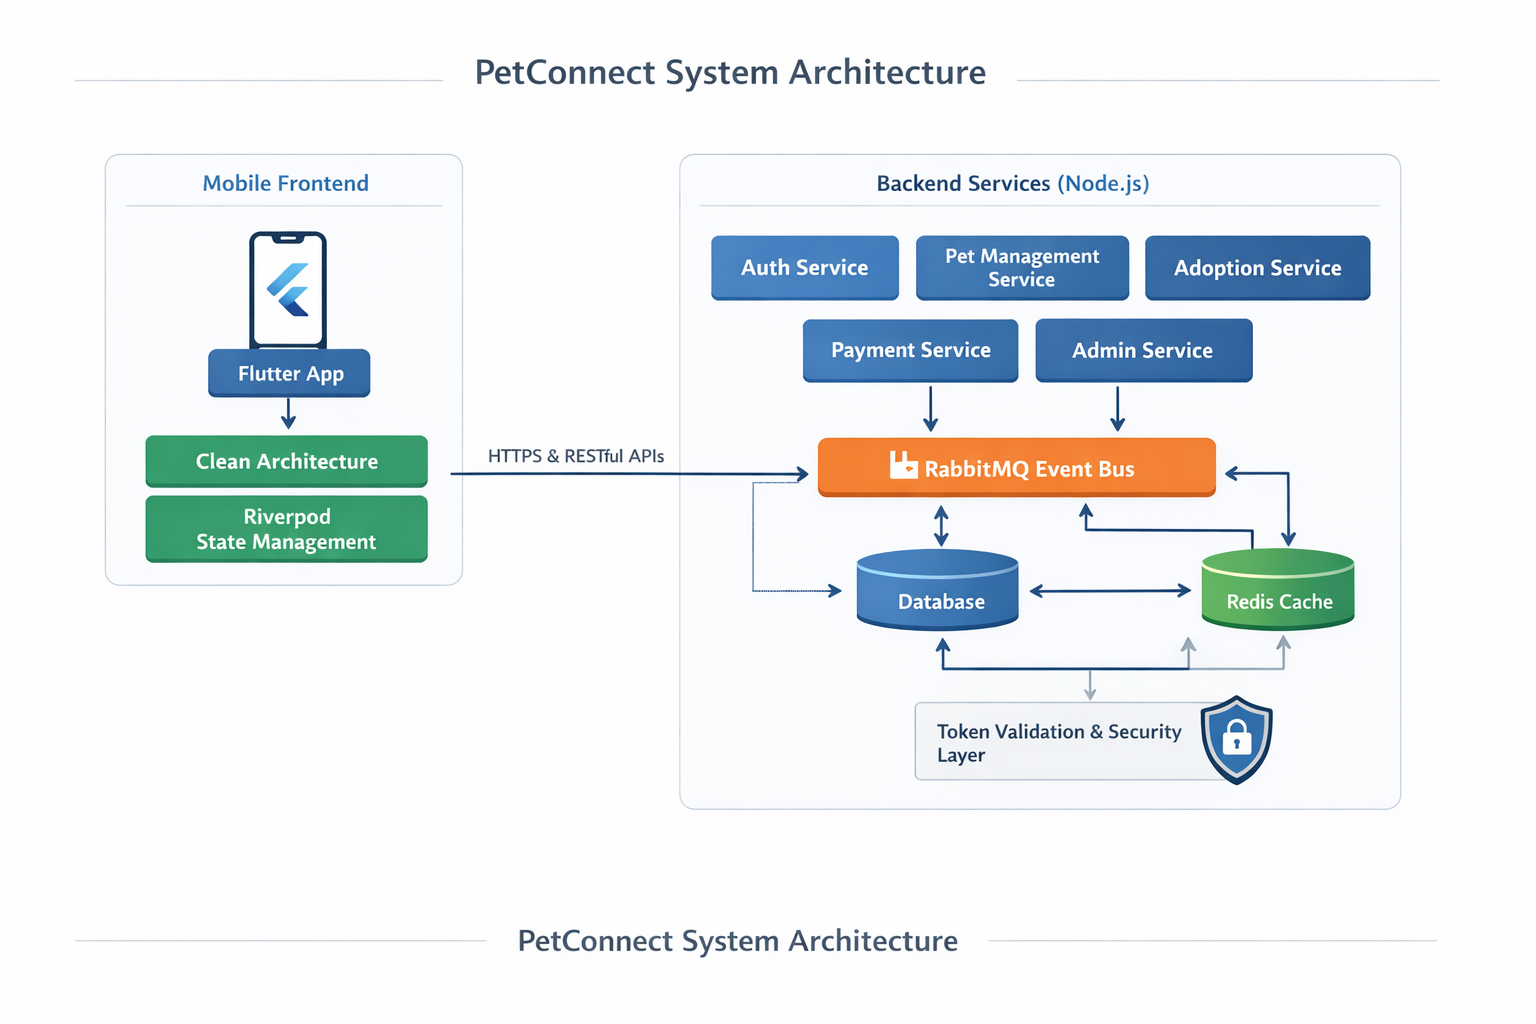 PetConnect System Architecture
Mobile Frontend
Flutter App
Clean Architecture
Riverpod
State Management
HTTPS & RESTful APIs
Backend Services (Node.js)
Auth Service
Pet Management
Service
Adoption Service
Payment Service
Admin Service
RabbitMQ Event Bus
Database
Redis Cache
Token Validation & Security
Layer
PetConnect System Architecture